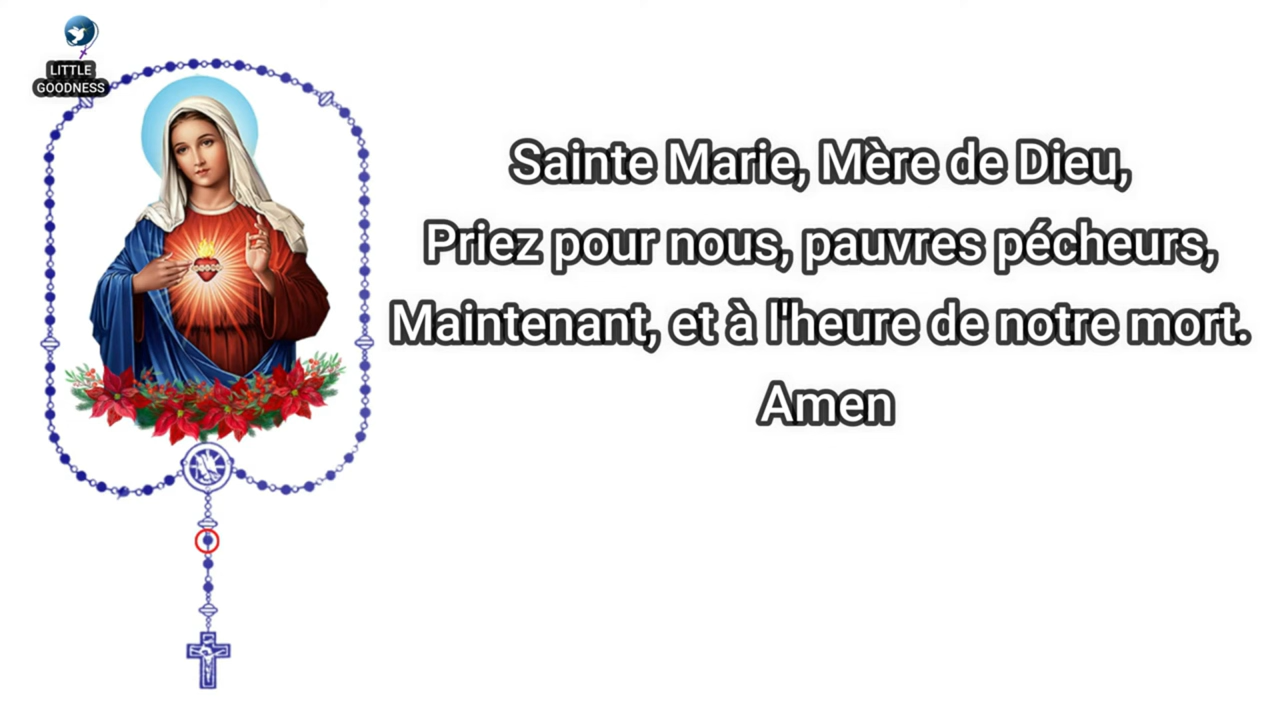 LITTLE
GOODNESS
Sainte Marie, Mère de Dieu,
Priez pour nous, pauvres pécheurs,
Maintenant, et à l'heure de notre mort.
Amen